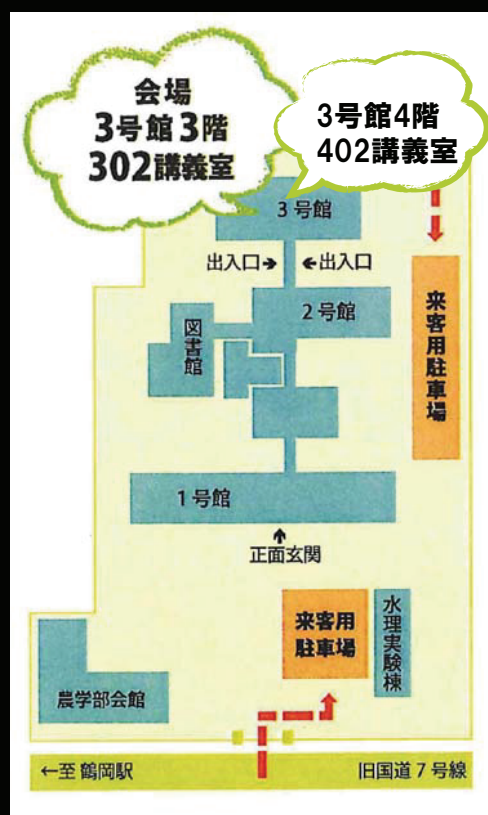 会場
3号館3階
302講義室
3号館4階
402講義室
3号館
出入口→
←出入口
2号館
図書館
来客用駐車場
1号館
↑
正面玄関
来客用
駐車場
水理実験棟
農学部会館
←至 鶴岡駅
旧国道7号線